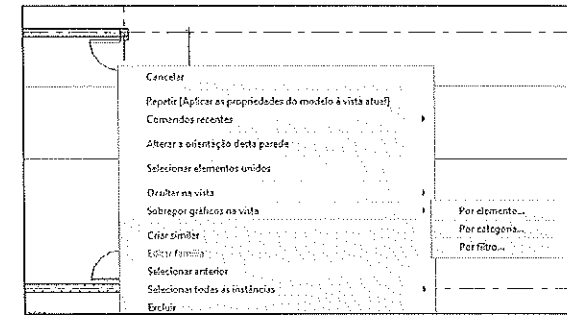 Cancelar
Repetir [Aplicar as propriedades do modelo à vista atual]
Comandos recentes
Alterar a orientação desta parede
Selecionar elementos unidos
Ocultar na vista
Sobrepor gráficos na vista
Por elemento...
Por categoria...
Por filtro...
Criar similar
Editar família
Selecionar anterior
Selecionar todas as instâncias
Excluir